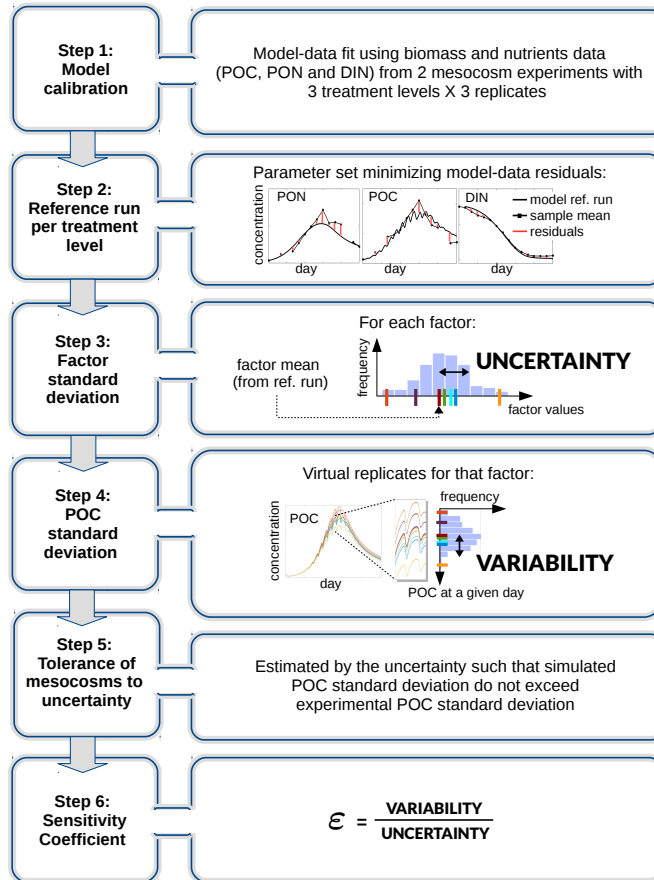 Step 1:
Model
calibration
Model-data fit using biomass and nutrients data
(POC, PON and DIN) from 2 mesocosm experiments with
3 treatment levels X 3 replicates
Step 2:
Reference run
per treatment
level
Parameter set minimizing model-data residuals:
concentration
PON
POC
DIN
model ref. run
sample mean
residuals
day
day
Step 3:
Factor
standard
deviation
For each factor:
factor mean
(from ref. run)
frequency
UNCERTAINTY
factor values
Step 4:
POC
standard
deviation
Virtual replicates for that factor:
concentration
POC
day
frequency
VARIABILITY
POC at a given day
Step 5:
Tolerance of
mesocosms to
uncertainty
Estimated by the uncertainty such that simulated
POC standard deviation do not exceed
experimental POC standard deviation
Step 6:
Sensitivity
Coefficient
ε = VARIABILITY
UNCERTAINTY